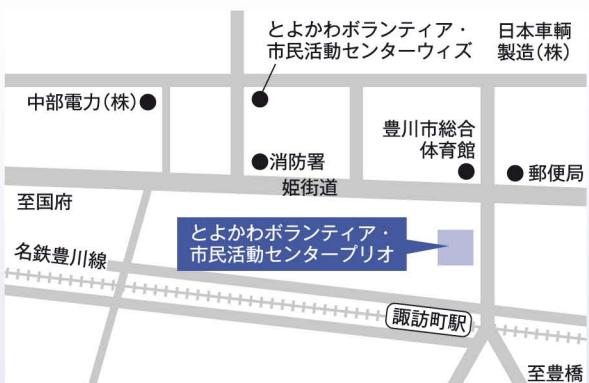 とよかわボランティア・
市民活動センターウィズ
日本車輌
製造(株)
中部電力(株)
豊川市総合
体育館
消防署
郵便局
姫街道
至国府
とよかわボランティア・
市民活動センタープリオ
名鉄豊川線
諏訪町駅
至豊橋